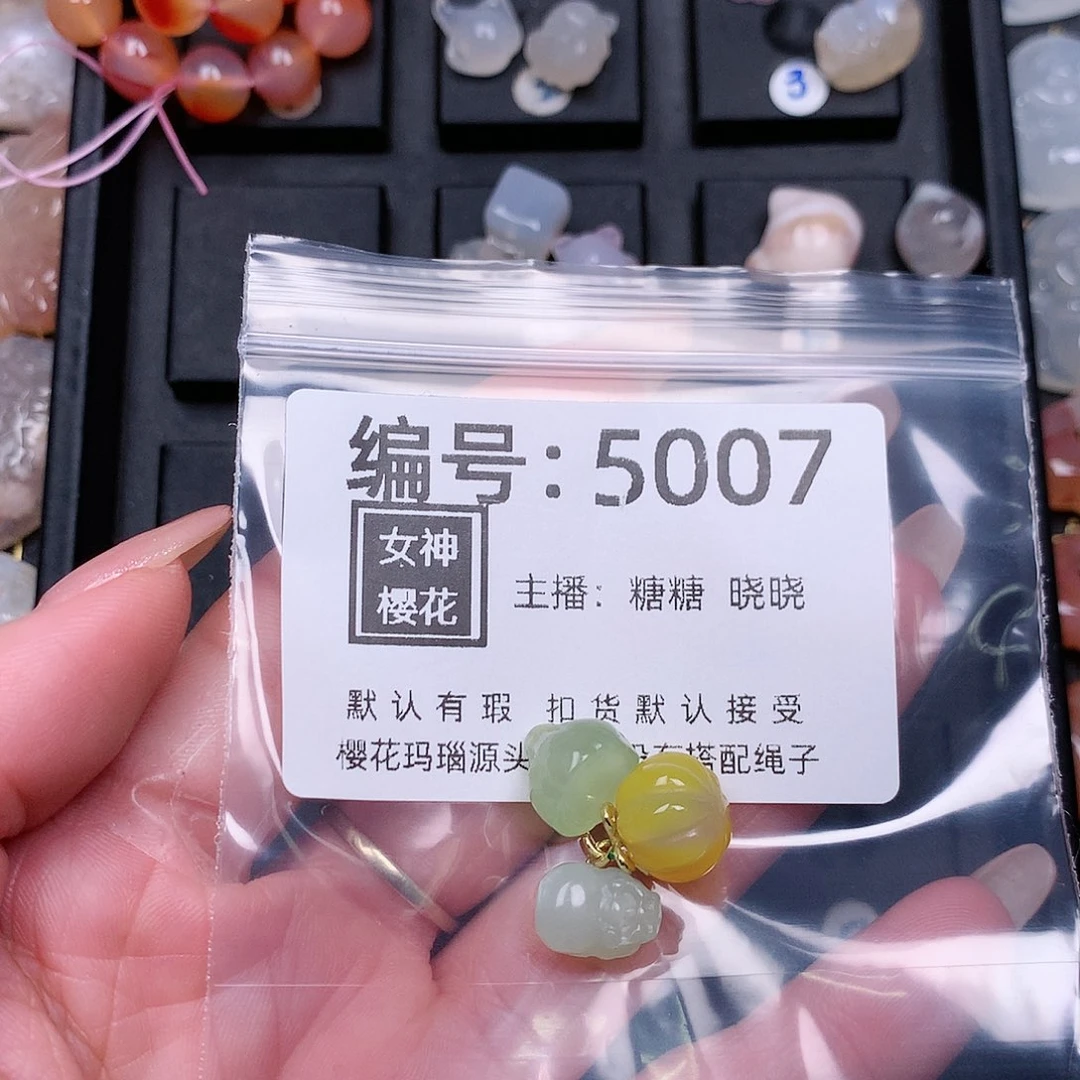 3
编号：5007
女神
樱花
主播：糖糖 晓晓
默认有瑕 扣货默认接受
樱花玛瑙源头 没有搭配绳子